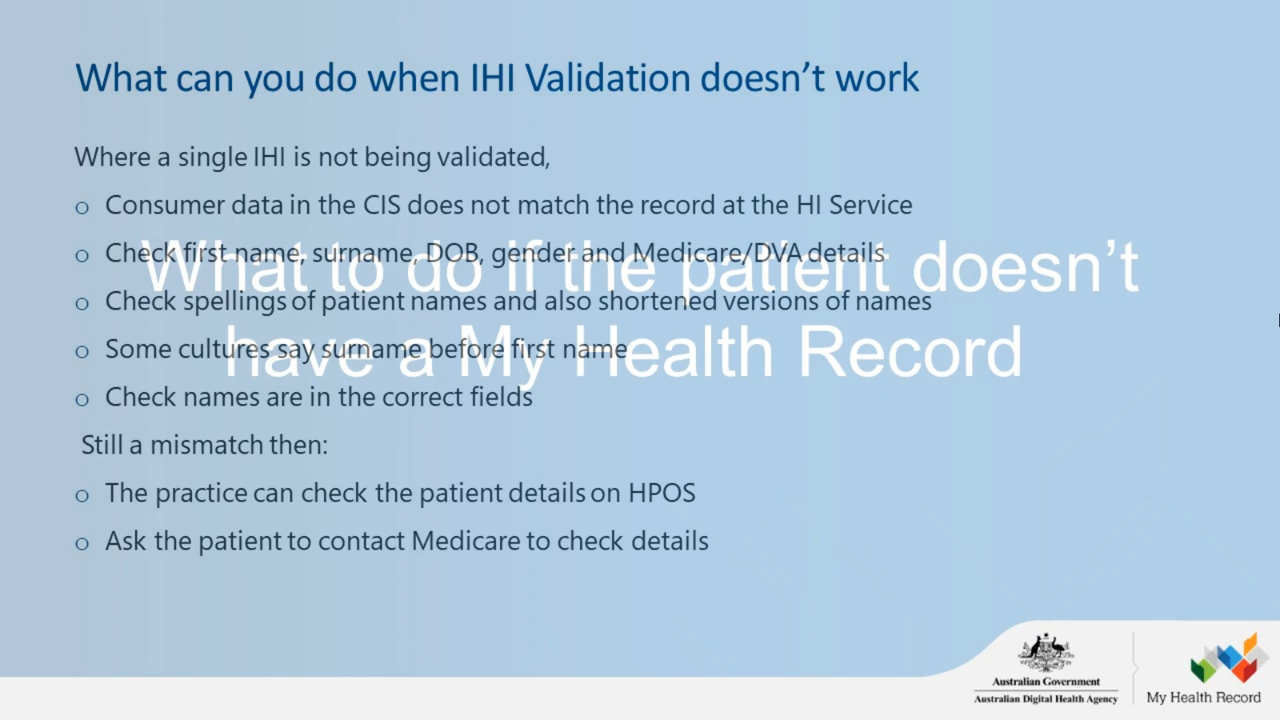 What can you do when IHI Validation doesn't work
Where a single IHI is not being validated,
o Consumer data in the CIS does not match the record at the HI Service
o Check first name, surname, DOB, gender and Medicare/DVA details
o Check spellings of patient names and also shortened versions of names
o Some cultures say surname before first name
o Check names are in the correct fields
Still a mismatch then:
o The practice can check the patient details on HPOS
o Ask the patient to contact Medicare to check details
What to do if the patient doesn't
have a My Health Record
Australian Government
Australian Digital Health Agency
My Health Record